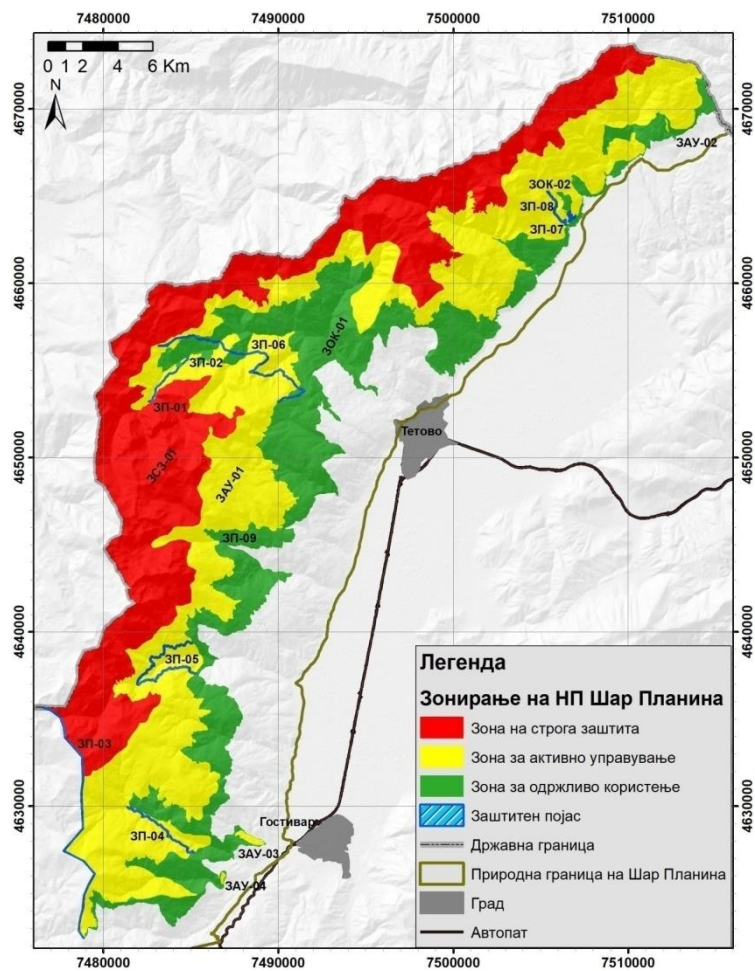 7480000 7490000 7500000 7510000
0 1 2 4 6 Km
N
4670000
4670000
ЗАУ-02
ЗОК-02
ЗП-08
ЗП-07
4660000
4660000
ЗОК-01
ЗП-06
ЗП-02
ЗП-01
Тетово
4650000
4650000
ЗСЗ-01
ЗАУ-01
ЗП-09
4640000
4640000
ЗП-05
ЗП-03
4630000
4630000
Гостивар
ЗП-04
ЗАУ-03
ЗАУ-04
Легенда
Зонирање на НП Шар Планина
Зона на строга заштита
Зона за активно управување
Зона за одржливо користење
Заштитен појас
Државна граница
Природна граница на Шар Планина
Град
Автопат
7480000 7490000 7500000 7510000